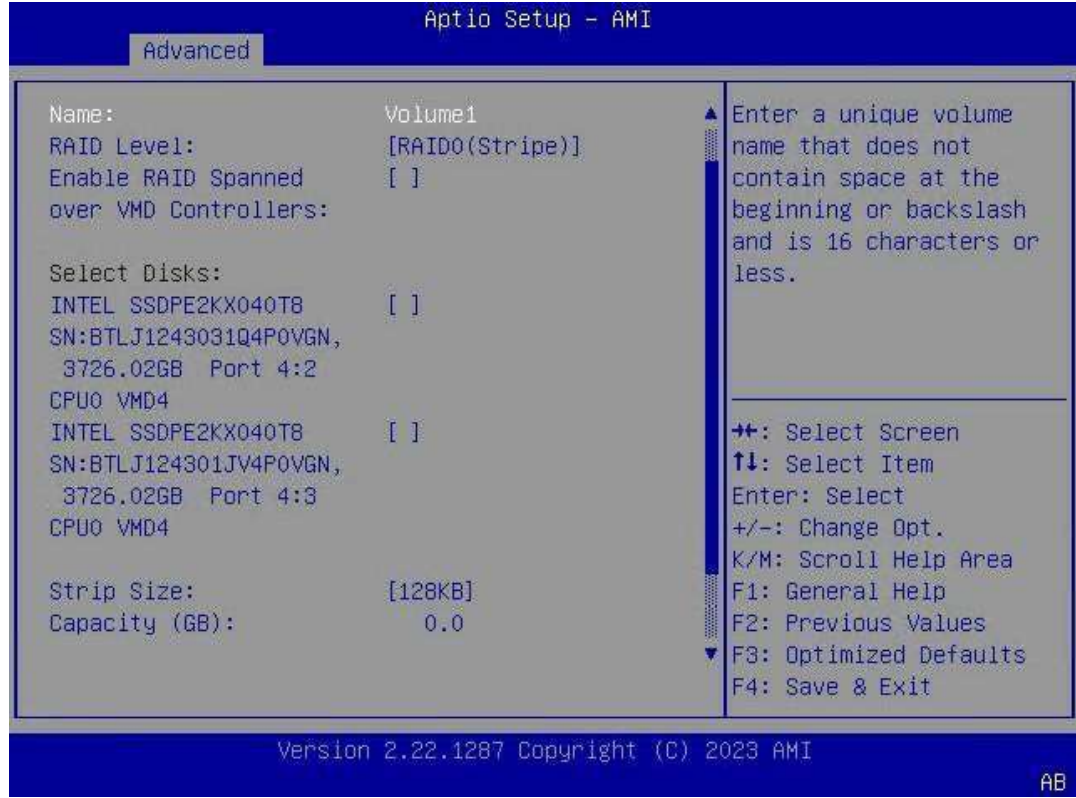 Aptio Setup – AMI
Advanced
Name: Volume1
RAID Level: [RAID0(Stripe)]
Enable RAID Spanned [ ]
over VMD Controllers:
Select Disks:
INTEL SSDPE2KX040T8 [ ]
SN:BTLJ1243031Q4P0VGN,
3726.02GB Port 4:2
CPU0 VMD4
INTEL SSDPE2KX040T8 [ ]
SN:BTLJ124301JV4P0VGN,
3726.02GB Port 4:3
CPU0 VMD4
Strip Size: [128KB]
Capacity (GB): 0.0
Enter a unique volume
name that does not
contain space at the
beginning or backslash
and is 16 characters or
less.
→←: Select Screen
↑↓: Select Item
Enter: Select
+/-: Change Opt.
K/M: Scroll Help Area
F1: General Help
F2: Previous Values
F3: Optimized Defaults
F4: Save & Exit
Version 2.22.1287 Copyright (C) 2023 AMI
AB